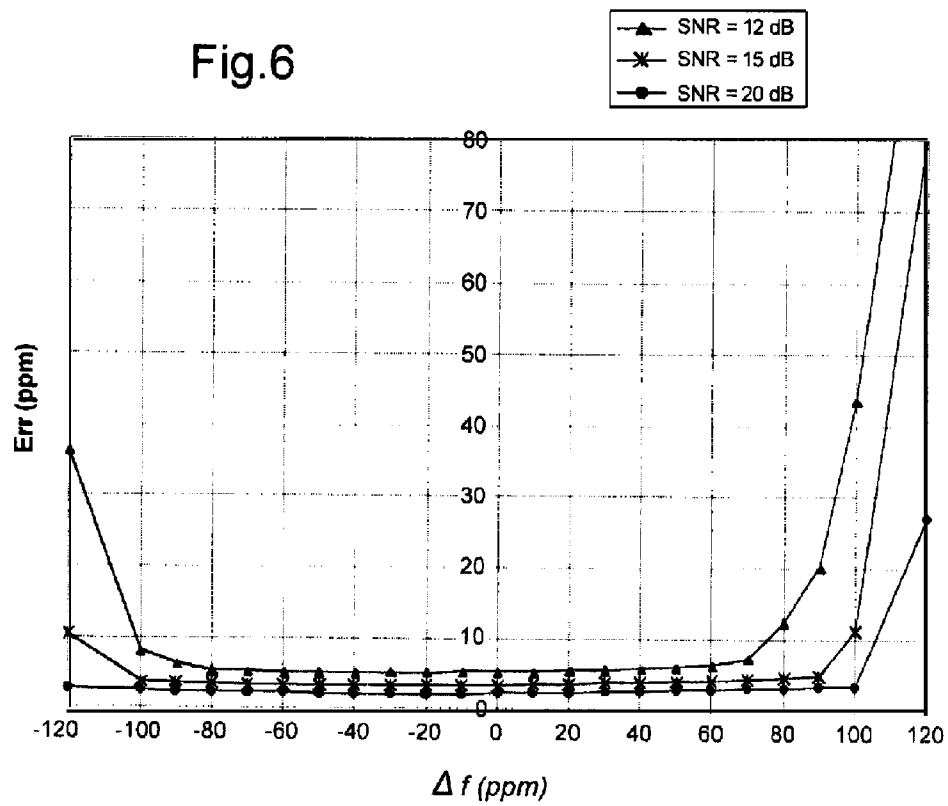 Fig.6
SNR = 12 dB
SNR = 15 dB
SNR = 20 dB
80
70
60
50
40
30
20
10
0
Err (ppm)
-120 -100 -80 -60 -40 -20 0 20 40 60 80 100 120
Δ f (ppm)